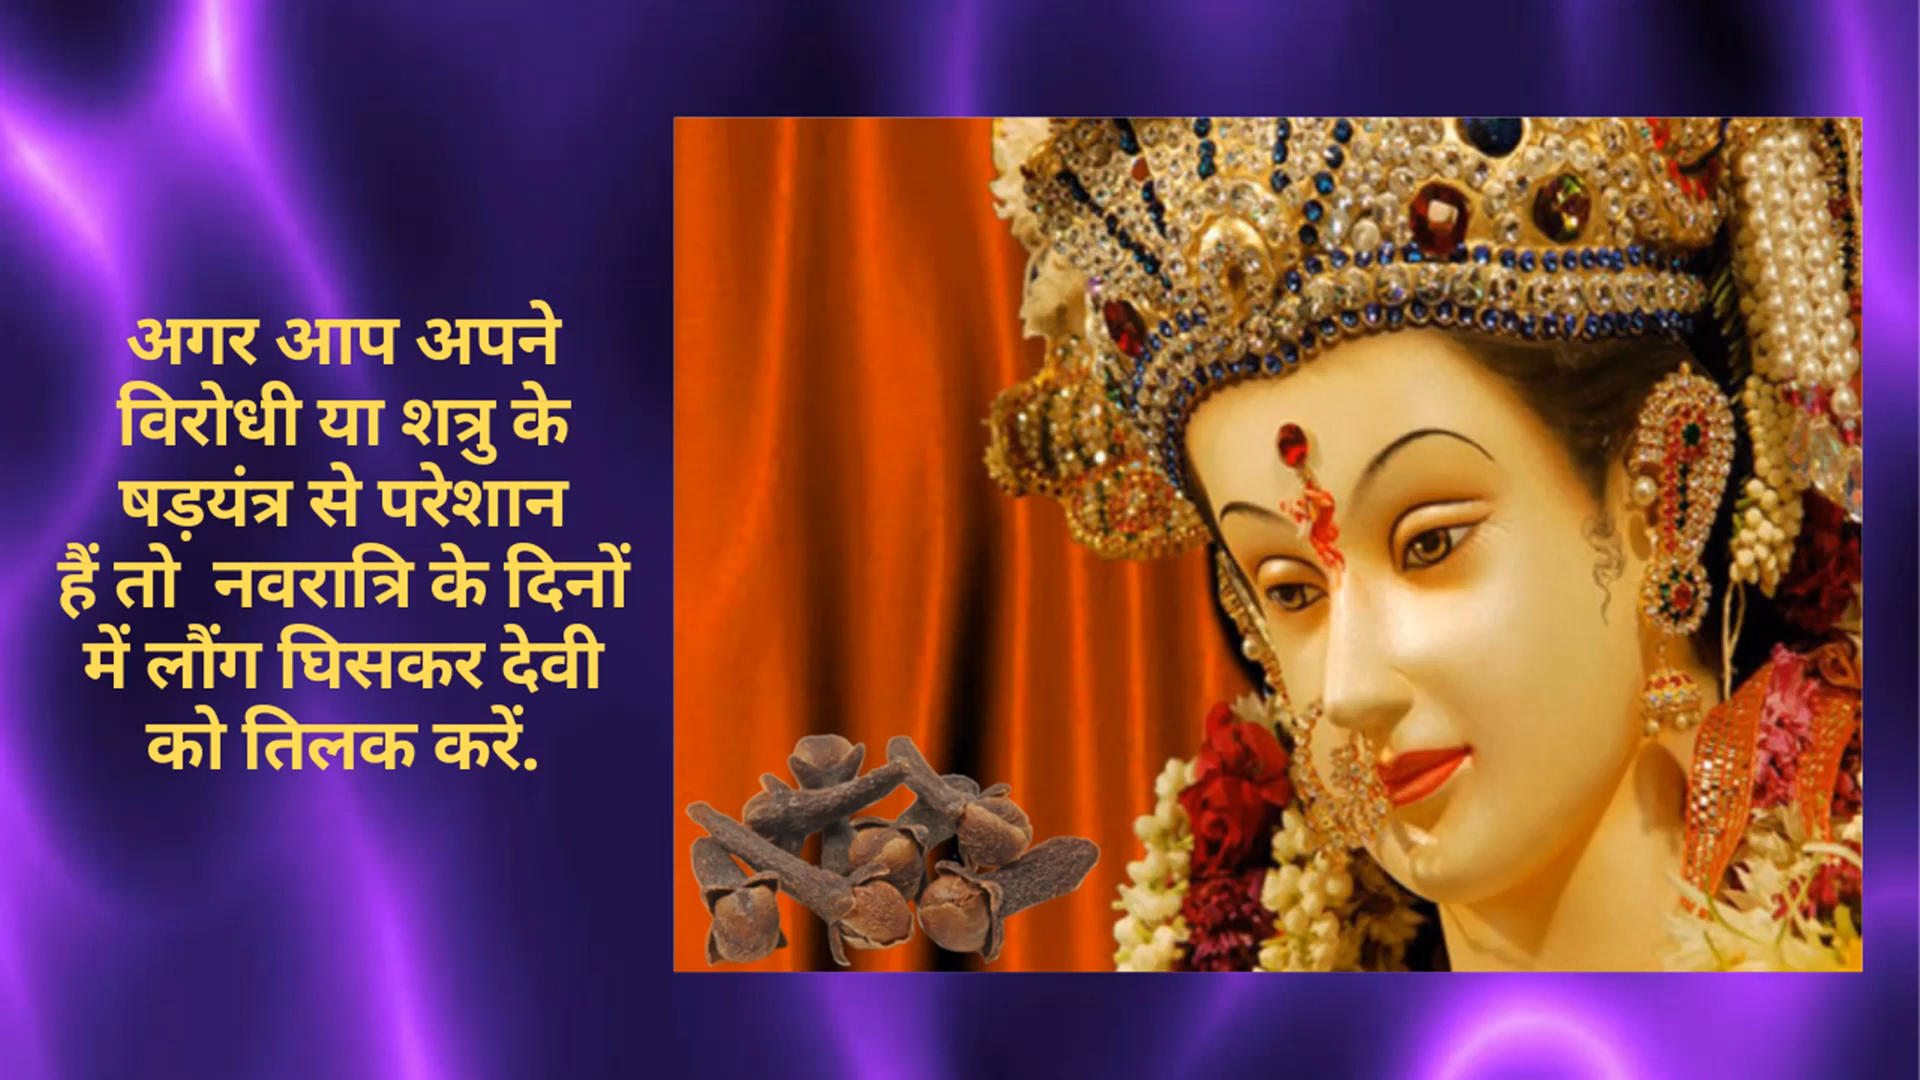 अगर आप अपने
विरोधी या शत्रु के
षड़यंत्र से परेशान
हैं तो  नवरात्रि के दिनों
में लौंग घिसकर देवी
को तिलक करें.